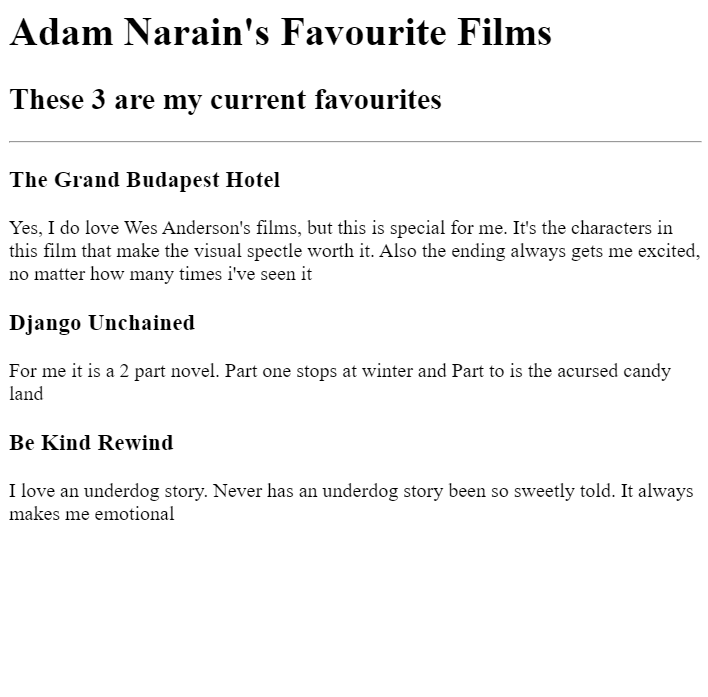 Adam Narain's Favourite Films
These 3 are my current favourites
The Grand Budapest Hotel
Yes, I do love Wes Anderson's films, but this is special for me. It's the characters in
this film that make the visual spectle worth it. Also the ending always gets me excited,
no matter how many times i've seen it
Django Unchained
For me it is a 2 part novel. Part one stops at winter and Part to is the acursed candy
land
Be Kind Rewind
I love an underdog story. Never has an underdog story been so sweetly told. It always
makes me emotional